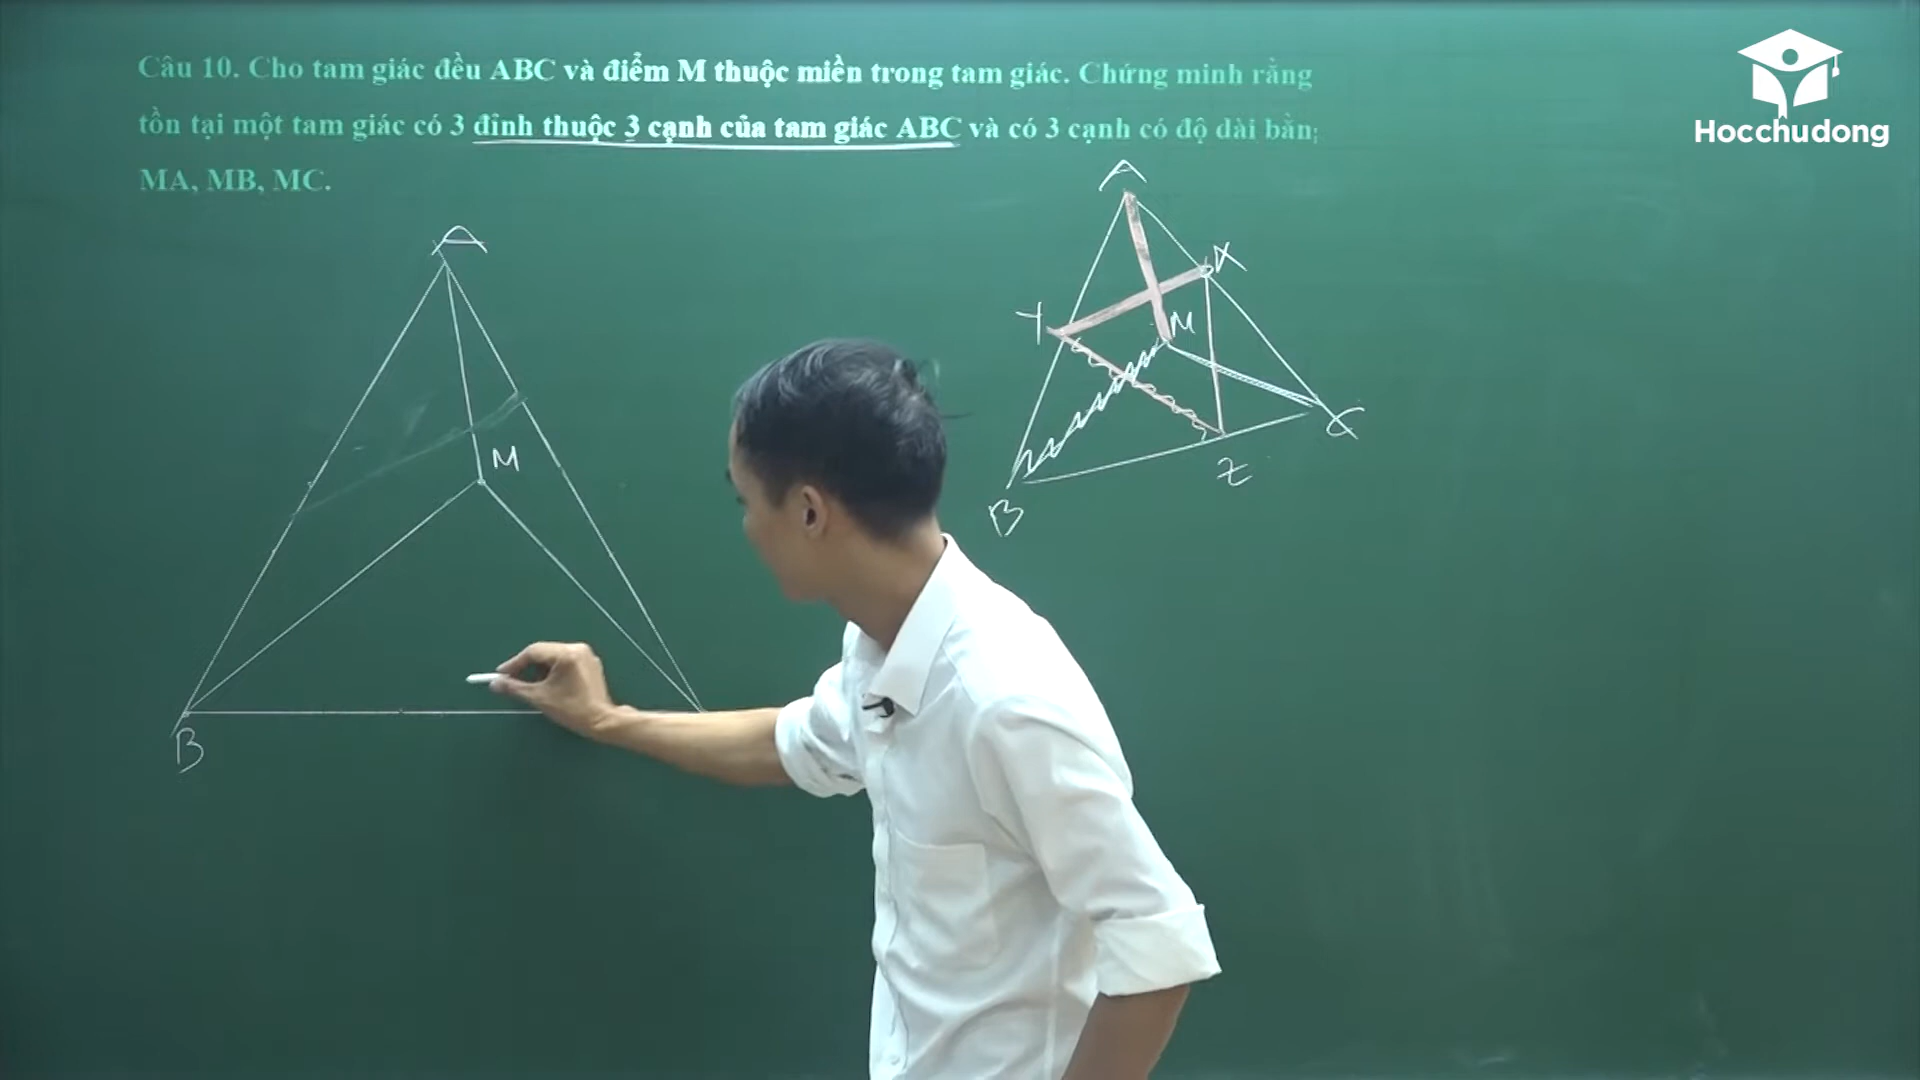 Câu 10. Cho tam giác đều ABC và điểm M thuộc miền trong tam giác. Chứng minh rằng
tồn tại một tam giác có 3 đỉnh thuộc 3 cạnh của tam giác ABC và có 3 cạnh có độ dài bằng
MA, MB, MC.
Hocchudong
A
X
Y
M
C
Z
B
A
M
B